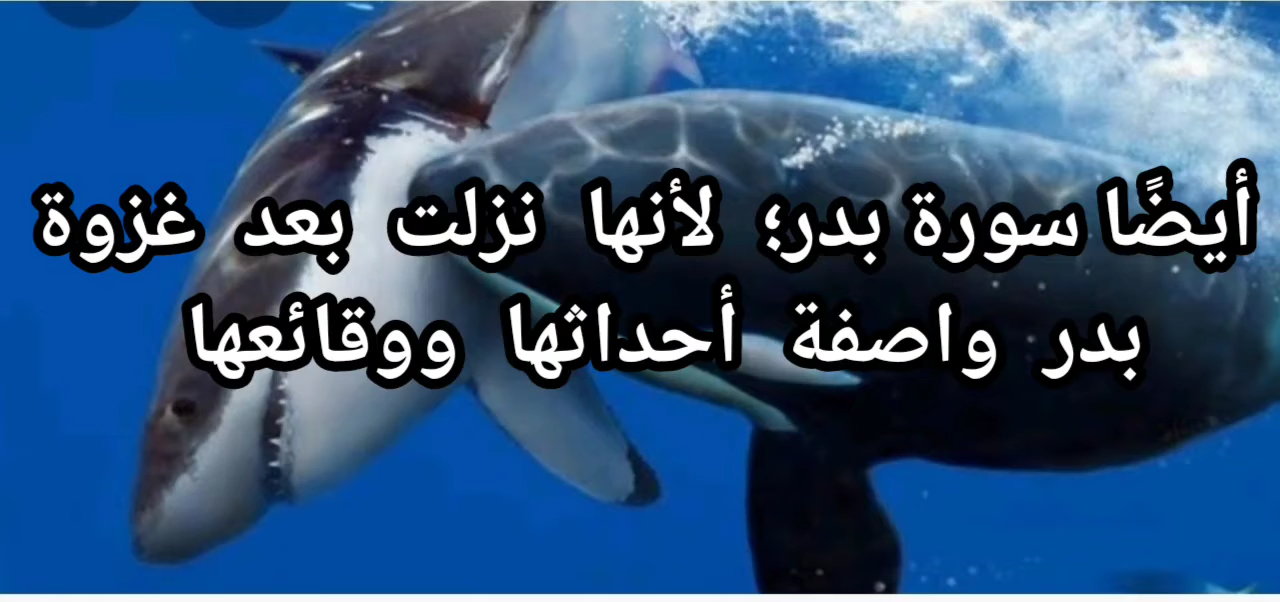 أيضًا سورة بدر؛ لأنها نزلت بعد غزوة
بدر واصفة أحداثها ووقائعها